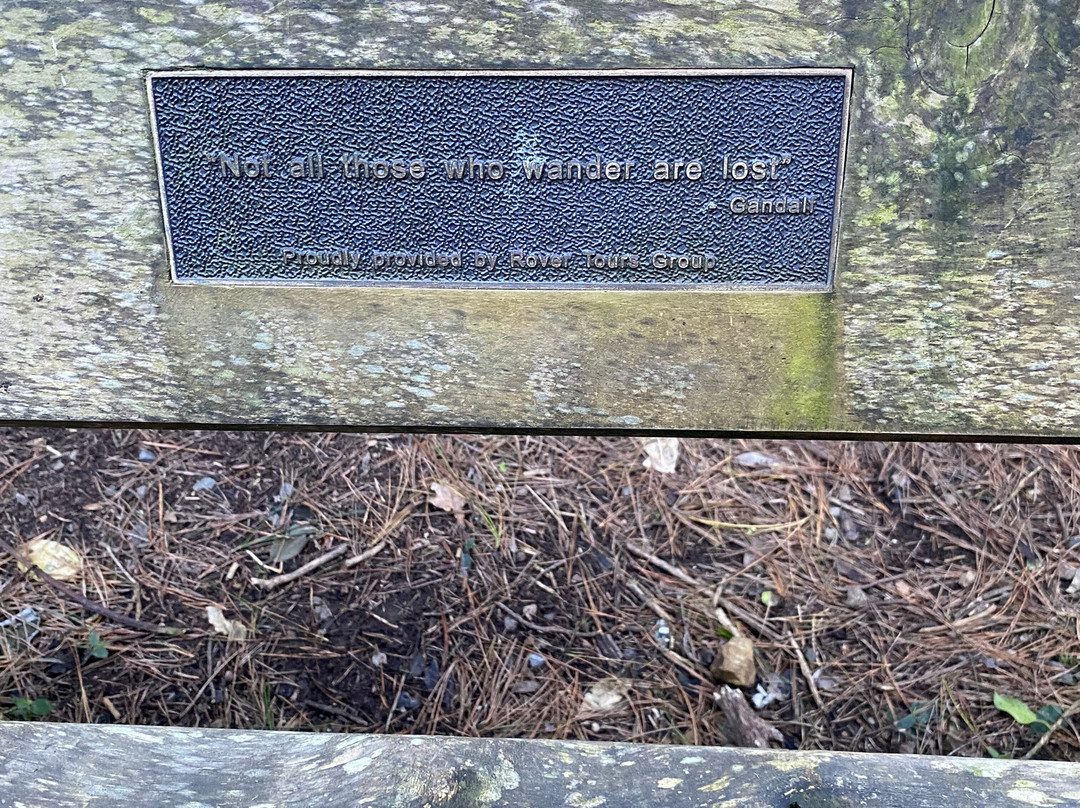 "Not all those who wander are lost"
- Gandalf
Proudly provided by Rover Tours Group